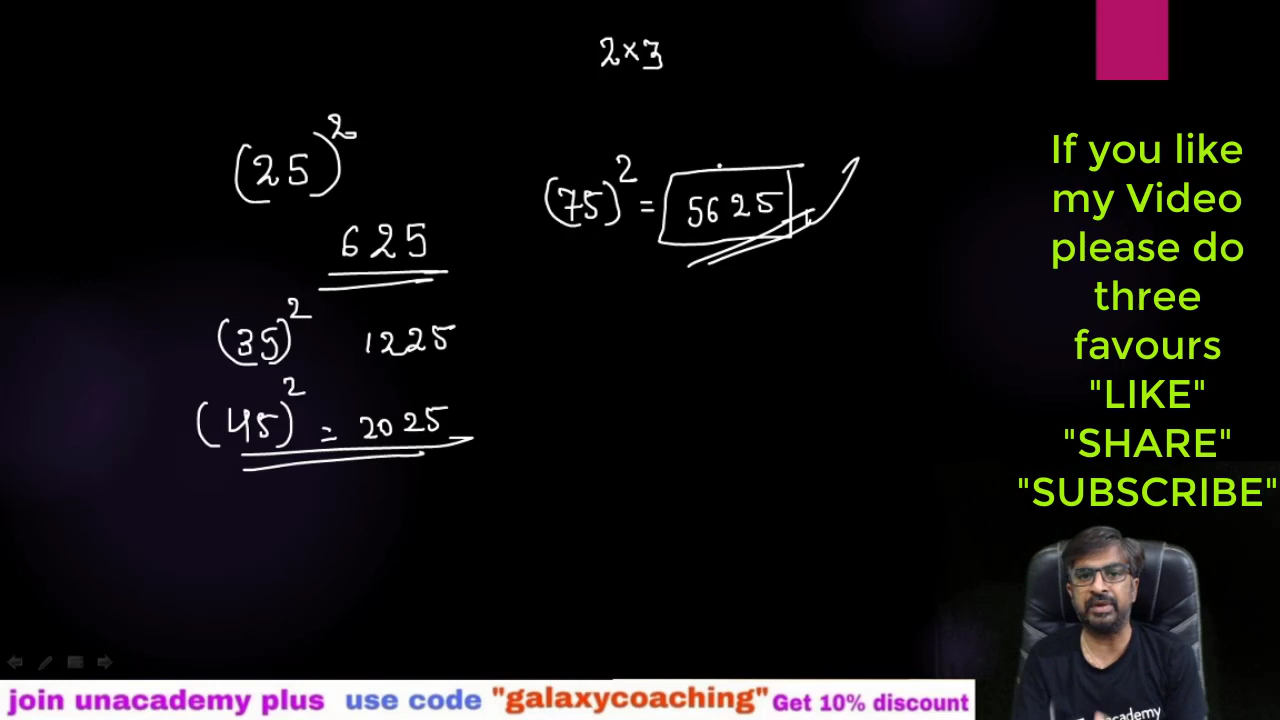 2×3
(25)²
625
(75)² = 5625
(35)² 1225
(45)² = 2025
If you like
my Video
please do
three
favours
"LIKE"
"SHARE"
"SUBSCRIBE"
join unacademy plus use code "galaxycoaching" Get 10% discount